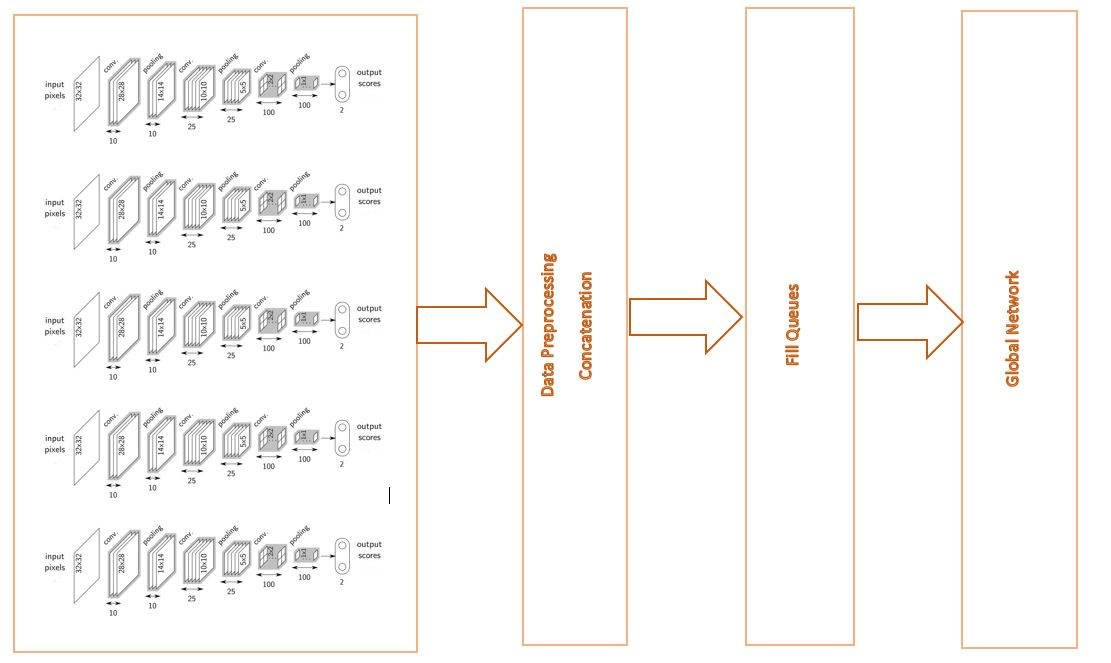 input
pixels
32x32
conv.
28x28
10
pooling
14x14
10
conv.
10x10
25
pooling
5x5
25
conv.
2x2
100
pooling
1x1
100
output
scores
2
input
pixels
32x32
conv.
28x28
10
pooling
14x14
10
conv.
10x10
25
pooling
5x5
25
conv.
2x2
100
pooling
1x1
100
output
scores
2
input
pixels
32x32
conv.
28x28
10
pooling
14x14
10
conv.
10x10
25
pooling
5x5
25
conv.
2x2
100
pooling
1x1
100
output
scores
2
input
pixels
32x32
conv.
28x28
10
pooling
14x14
10
conv.
10x10
25
pooling
5x5
25
conv.
2x2
100
pooling
1x1
100
output
scores
2
input
pixels
32x32
conv.
28x28
10
pooling
14x14
10
conv.
10x10
25
pooling
5x5
25
conv.
2x2
100
pooling
1x1
100
output
scores
2
Data Preprocessing
Concatenation
Fill Queues
Global Network